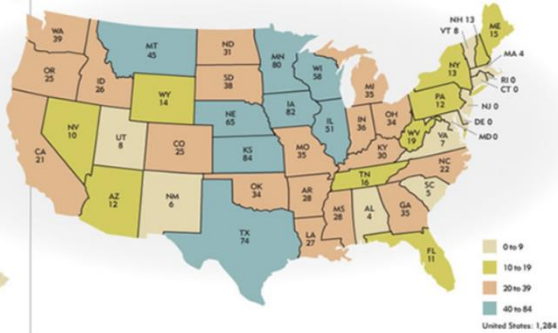 WA
39
OR
25
CA
21
NV
10
ID
26
MT
45
WY
14
UT
8
AZ
12
CO
25
NM
6
ND
31
SD
38
NE
65
KS
84
OK
34
TX
74
MN
80
IA
82
MO
35
AR
28
LA
27
WI
58
IL
51
MI
35
IN
36
OH
34
KY
30
TN
16
MS
28
AL
4
GA
35
FL
11
SC
5
NC
22
VA
7
WV
19
PA
12
NY
13
VT 8
NH 13
ME
15
MA 4
RI 0
CT 0
NJ 0
DE 0
MD 0
0 to 9
10 to 19
20 to 39
40 to 84
United States: 1,284